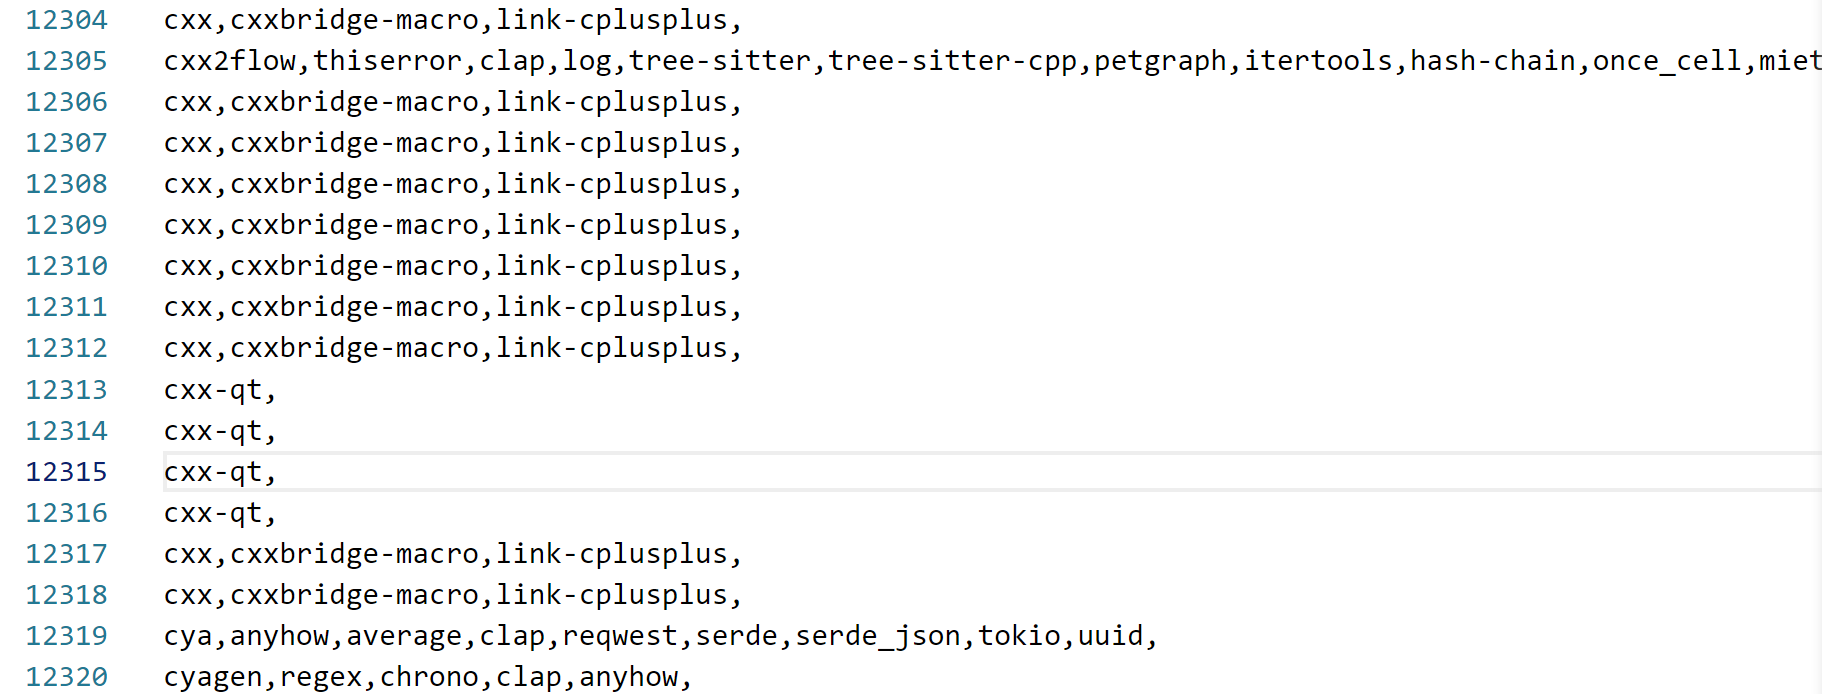 12304 cxx,cxxbridge-macro,link-cplusplus,
12305 cxx2flow,thiserror,clap,log,tree-sitter,tree-sitter-cpp,petgraph,itertools,hash-chain,once_cell,miet
12306 cxx,cxxbridge-macro,link-cplusplus,
12307 cxx,cxxbridge-macro,link-cplusplus,
12308 cxx,cxxbridge-macro,link-cplusplus,
12309 cxx,cxxbridge-macro,link-cplusplus,
12310 cxx,cxxbridge-macro,link-cplusplus,
12311 cxx,cxxbridge-macro,link-cplusplus,
12312 cxx,cxxbridge-macro,link-cplusplus,
12313 cxx-qt,
12314 cxx-qt,
12315 cxx-qt,
12316 cxx-qt,
12317 cxx,cxxbridge-macro,link-cplusplus,
12318 cxx,cxxbridge-macro,link-cplusplus,
12319 cya,anyhow,average,clap,reqwest,serde,serde_json,tokio,uuid,
12320 cyagen,regex,chrono,clap,anyhow,